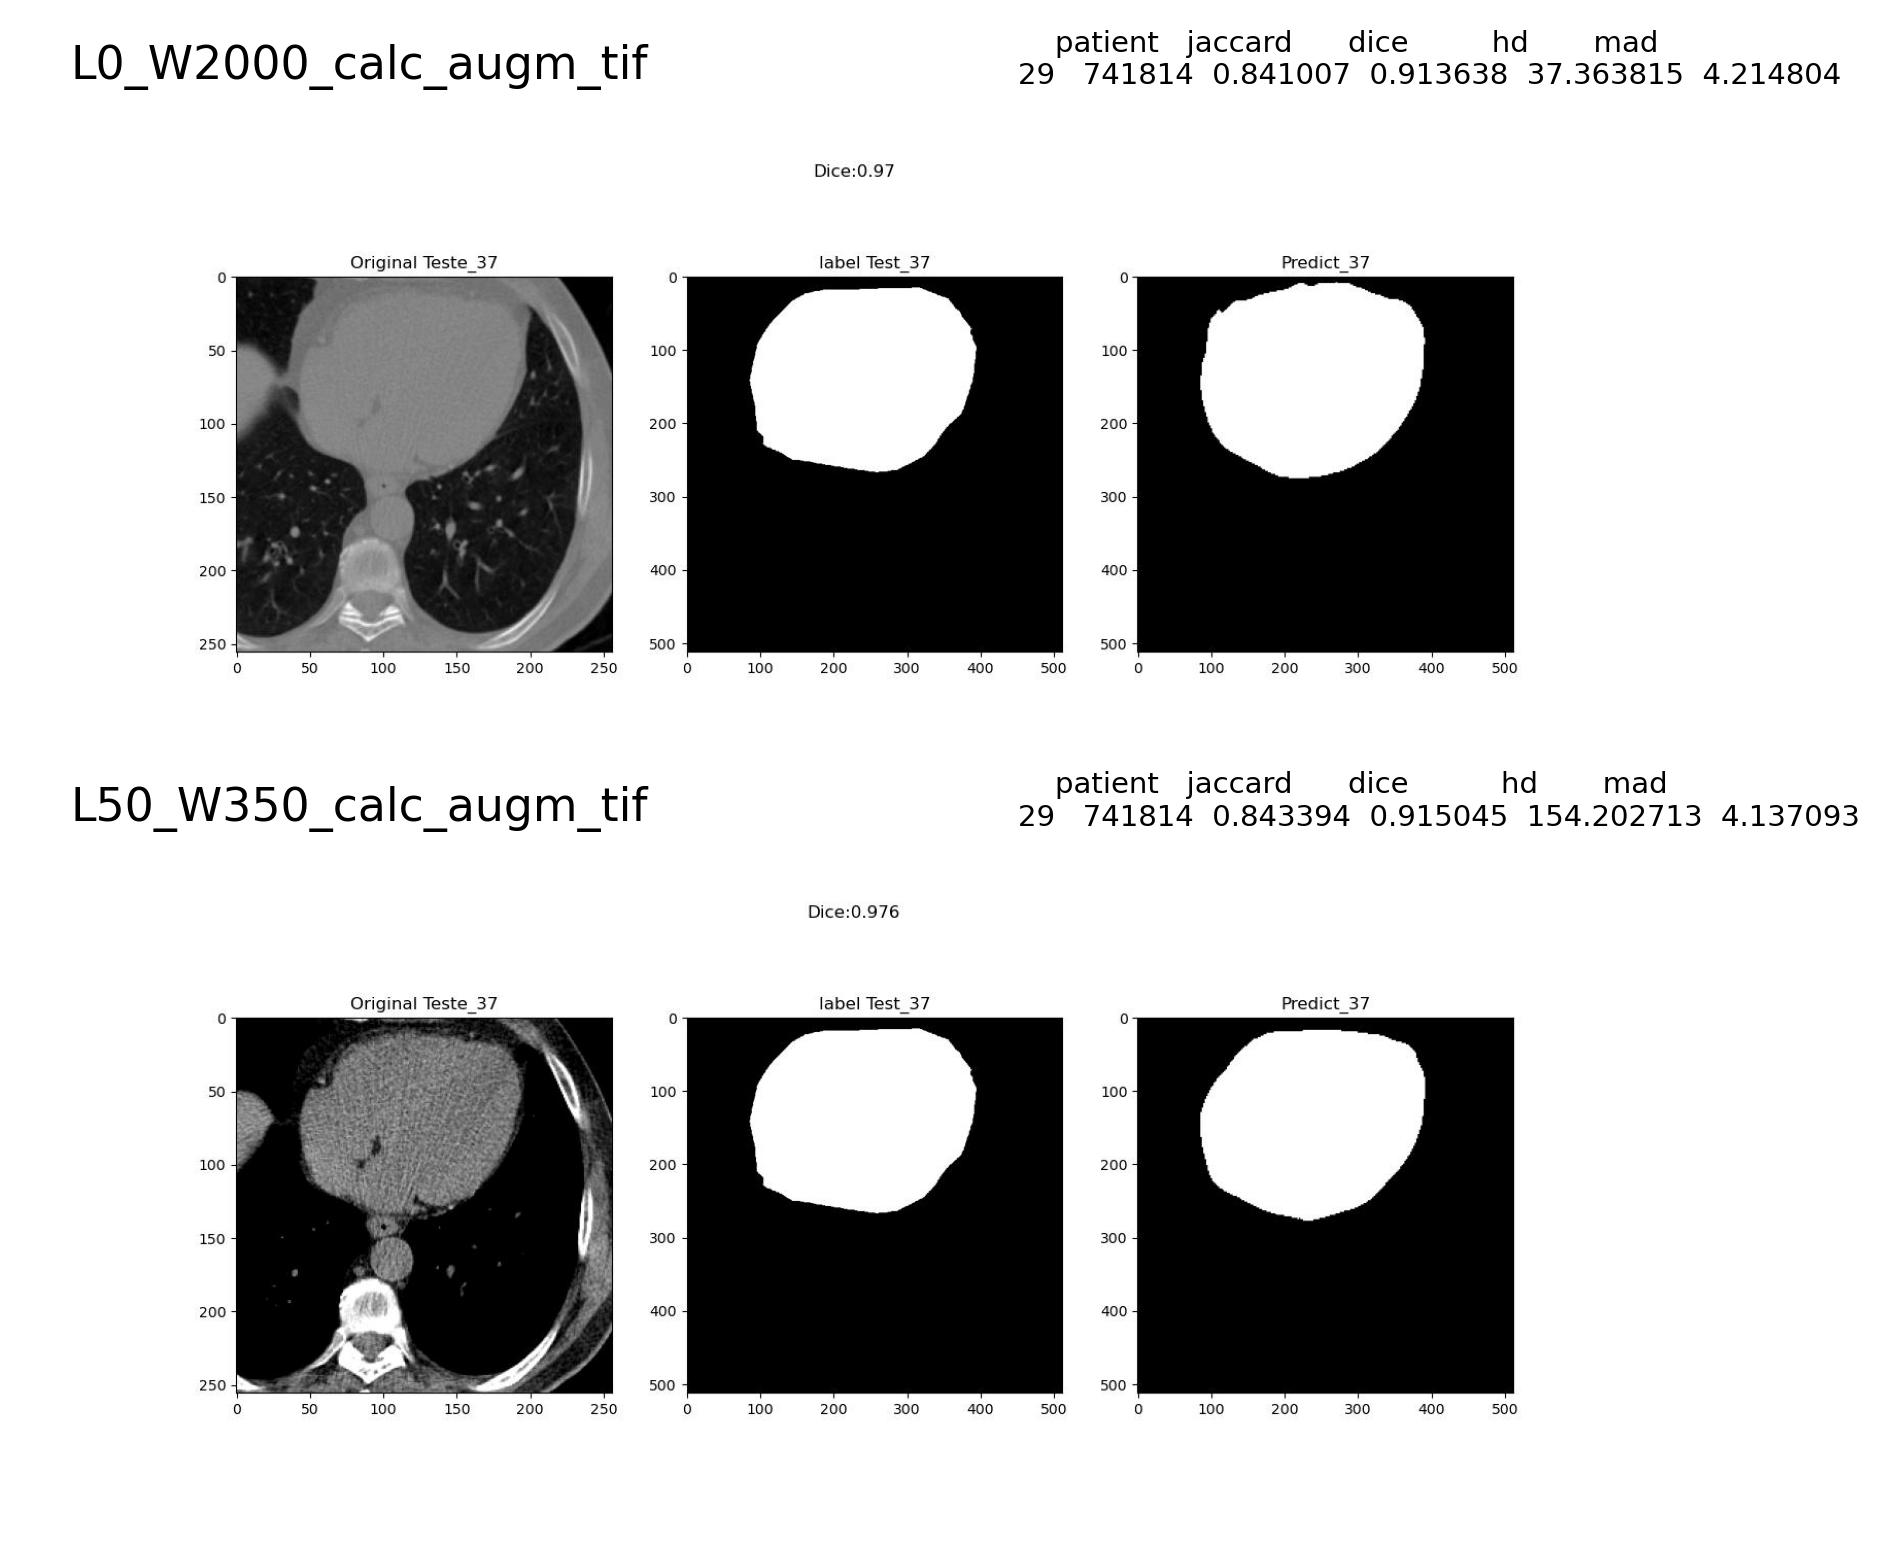 L0_W2000_calc_augm_tif
patient jaccard dice hd mad
29 741814 0.841007 0.913638 37.363815 4.214804
Dice:0.97
Original Teste_37
label Test_37
Predict_37
0
50
100
150
200
250
0 50 100 150 200 250
0
100
200
300
400
500
0 100 200 300 400 500
0
100
200
300
400
500
0 100 200 300 400 500
L50_W350_calc_augm_tif
patient jaccard dice hd mad
29 741814 0.843394 0.915045 154.202713 4.137093
Dice:0.976
Original Teste_37
label Test_37
Predict_37
0
50
100
150
200
250
0 50 100 150 200 250
0
100
200
300
400
500
0 100 200 300 400 500
0
100
200
300
400
500
0 100 200 300 400 500